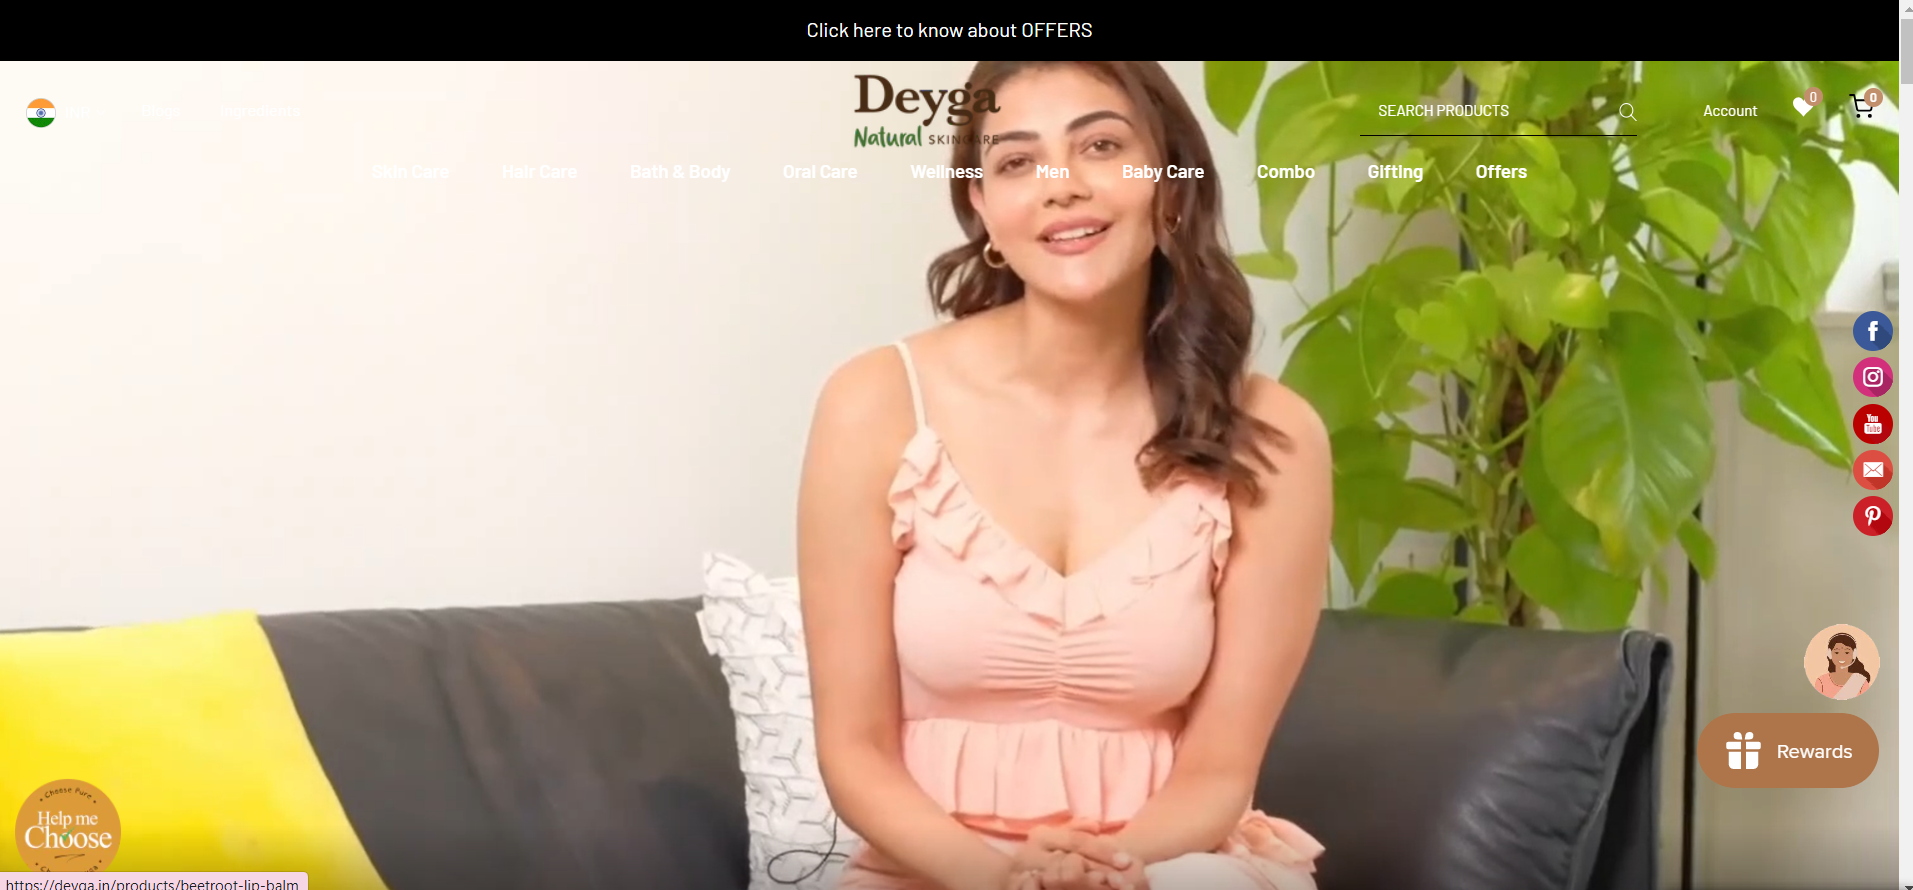 Click here to know about OFFERS
Deyga
Natural SKINCARE
INR
Blogs
Ingredients
SEARCH PRODUCTS
Account
0
0
Skin Care
Hair Care
Bath & Body
Oral Care
Wellness
Men
Baby Care
Combo
Gifting
Offers
You
Tube
Rewards
Choose Pure
Help me
Choose
https://deyga.in/products/beetroot-lip-balm